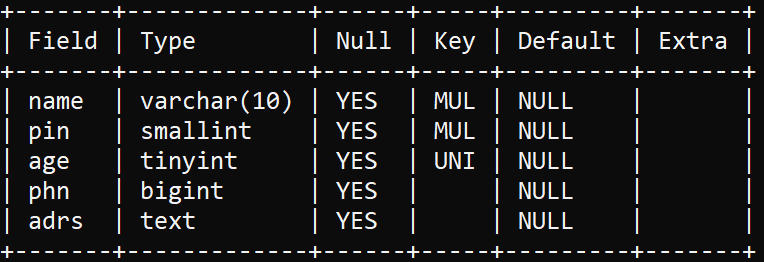 +-------+-------------+------+-----+---------+-------+
| Field | Type        | Null | Key | Default | Extra |
+-------+-------------+------+-----+---------+-------+
| name  | varchar(10) | YES  | MUL | NULL    |       |
| pin   | smallint    | YES  | MUL | NULL    |       |
| age   | tinyint     | YES  | UNI | NULL    |       |
| phn   | bigint      | YES  |     | NULL    |       |
| adrs  | text        | YES  |     | NULL    |       |
+-------+-------------+------+-----+---------+-------+